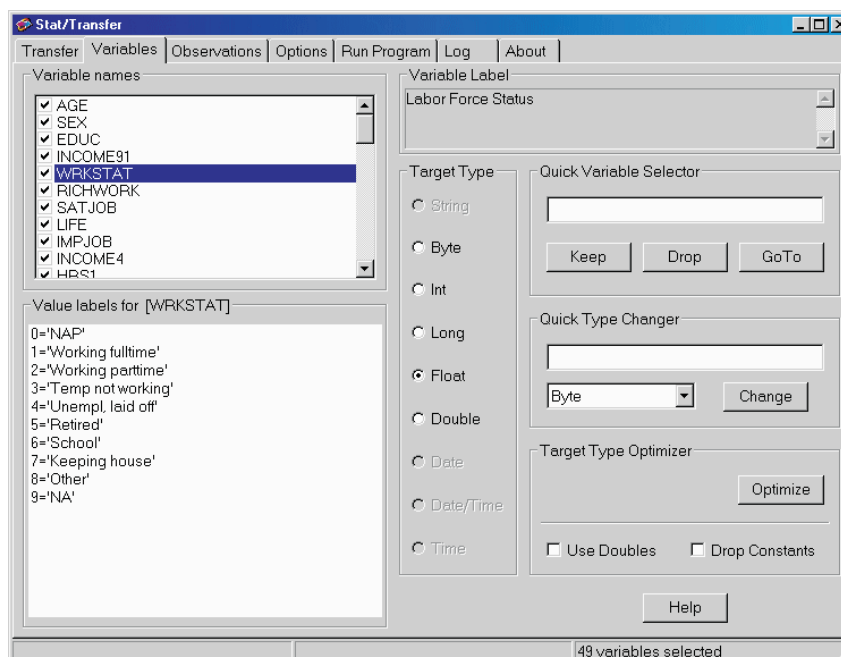 Stat/Transfer
Transfer Variables Observations Options Run Program Log About
Variable names
AGE
SEX
EDUC
INCOME91
WRKSTAT
RICHWORK
SATJOB
LIFE
IMPJOB
INCOME4
HRS1
Value labels for [WRKSTAT]
0='NAP'
1='Working fulltime'
2='Working parttime'
3='Temp not working'
4='Unempl, laid off'
5='Retired'
6='School'
7='Keeping house'
8='Other'
9='NA'
Variable Label
Labor Force Status
Target Type
String
Byte
Int
Long
Float
Double
Date
Date/Time
Time
Quick Variable Selector
Keep Drop GoTo
Quick Type Changer
Byte Change
Target Type Optimizer
Optimize
Use Doubles Drop Constants
Help
49 variables selected